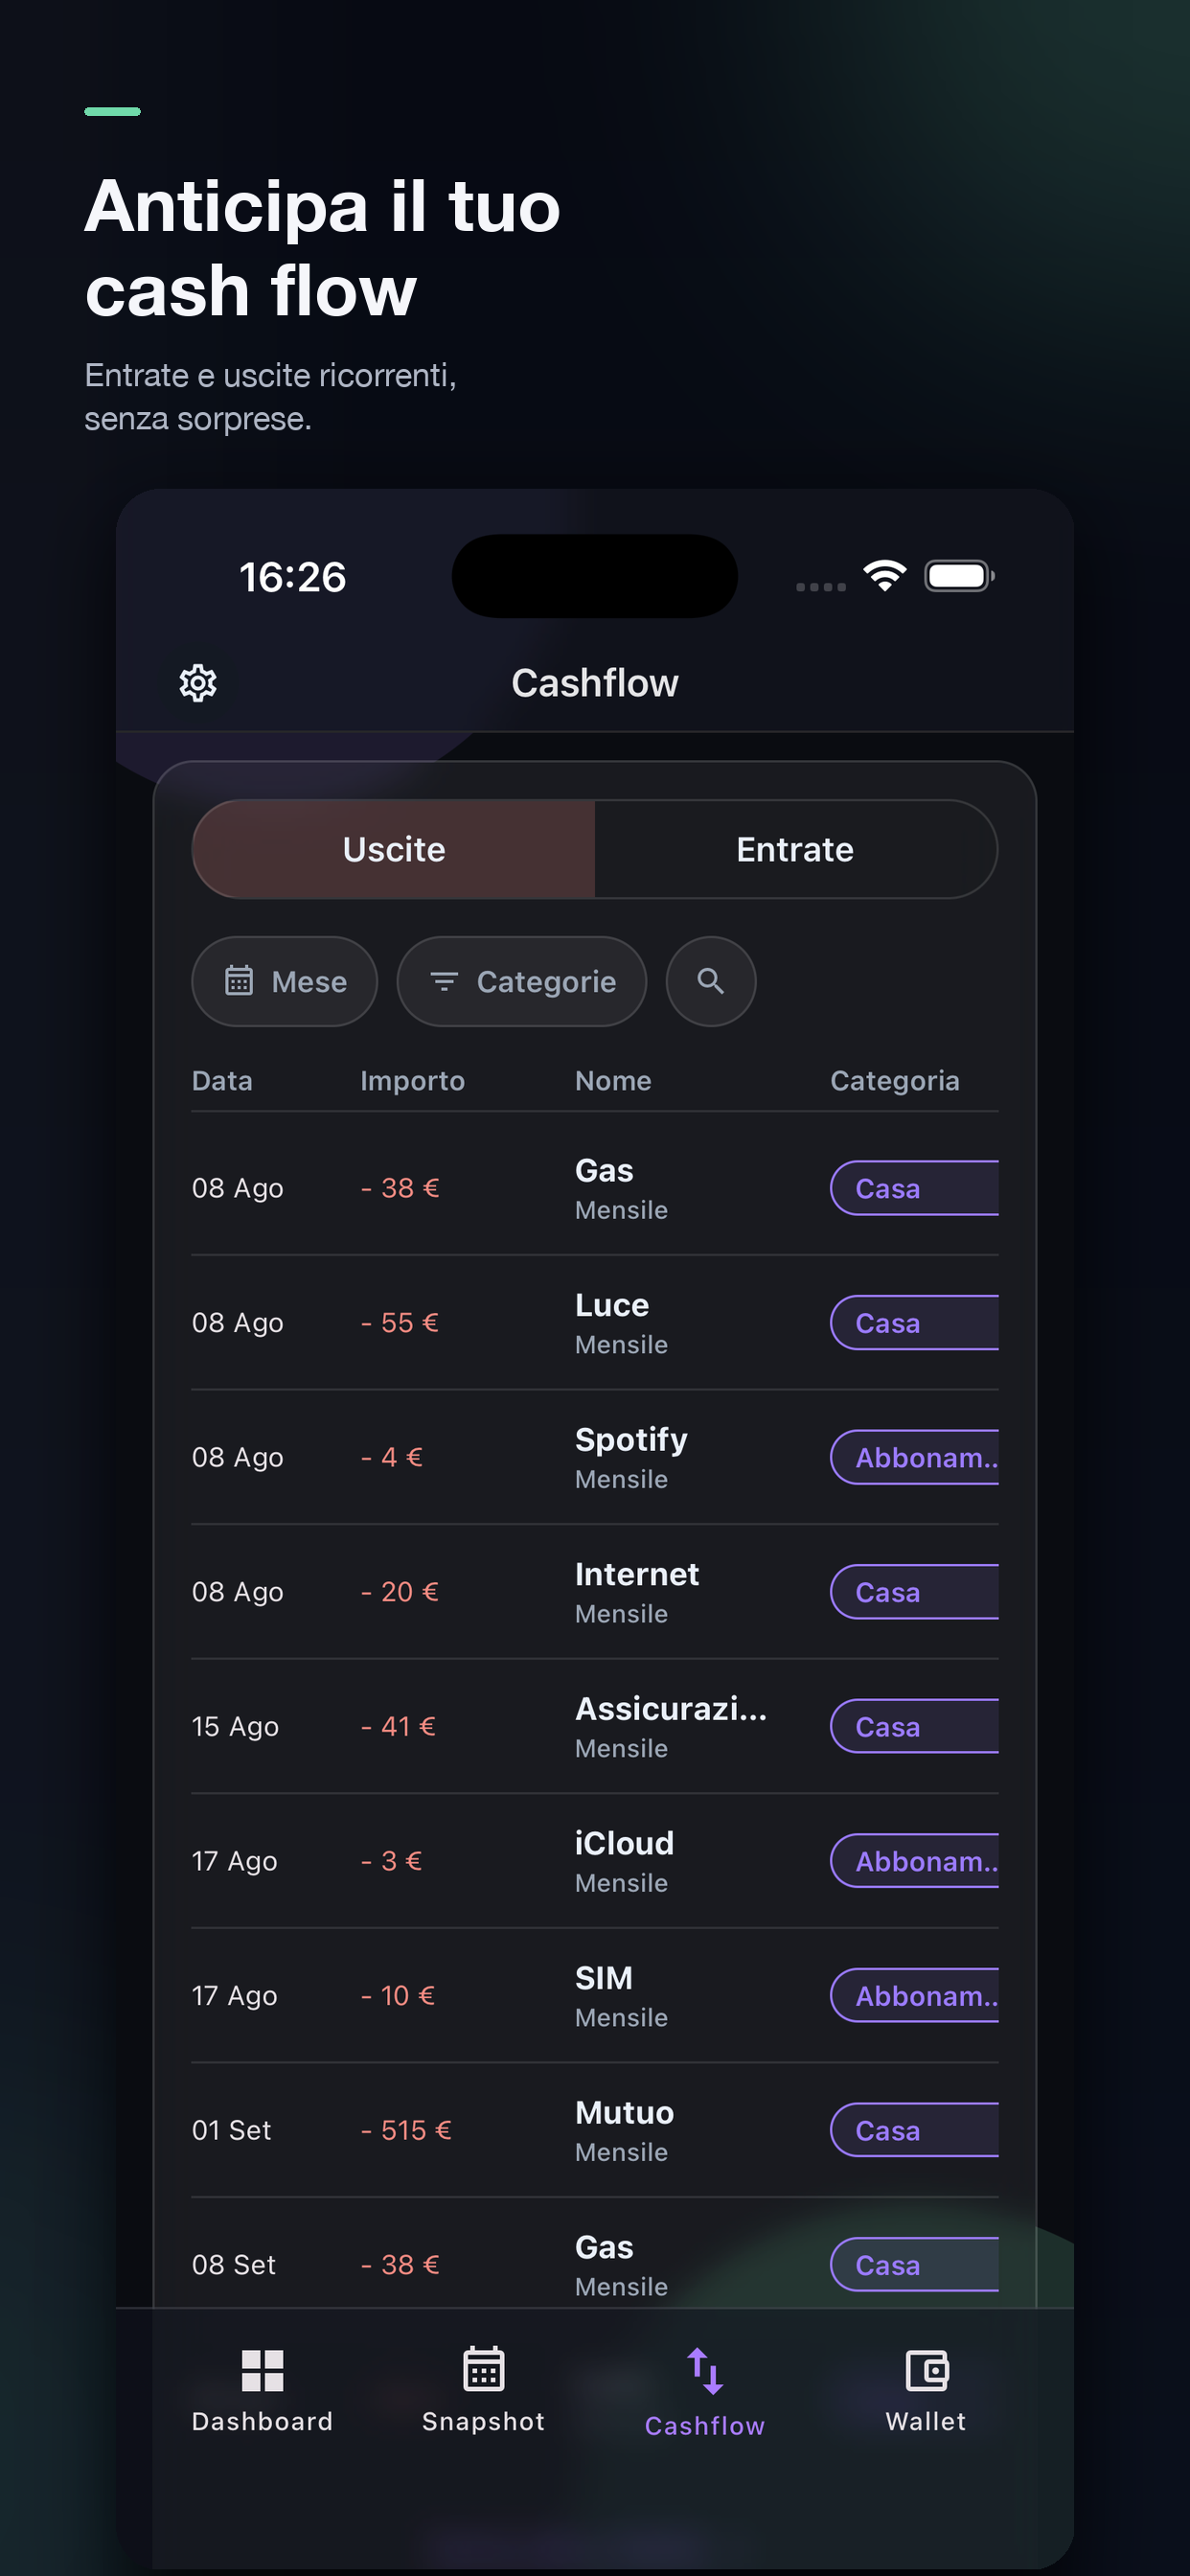 Anticipa il tuo
cash flow
Entrate e uscite ricorrenti,
senza sorprese.
16:26
Cashflow
Uscite Entrate
Mese Categorie
Data Importo Nome Categoria
08 Ago - 38 € Gas Casa
Mensile
08 Ago - 55 € Luce Casa
Mensile
08 Ago - 4 € Spotify Abbonam..
Mensile
08 Ago - 20 € Internet Casa
Mensile
15 Ago - 41 € Assicurazi... Casa
Mensile
17 Ago - 3 € iCloud Abbonam..
Mensile
17 Ago - 10 € SIM Abbonam..
Mensile
01 Set - 515 € Mutuo Casa
Mensile
08 Set - 38 € Gas Casa
Mensile
Dashboard Snapshot Cashflow Wallet